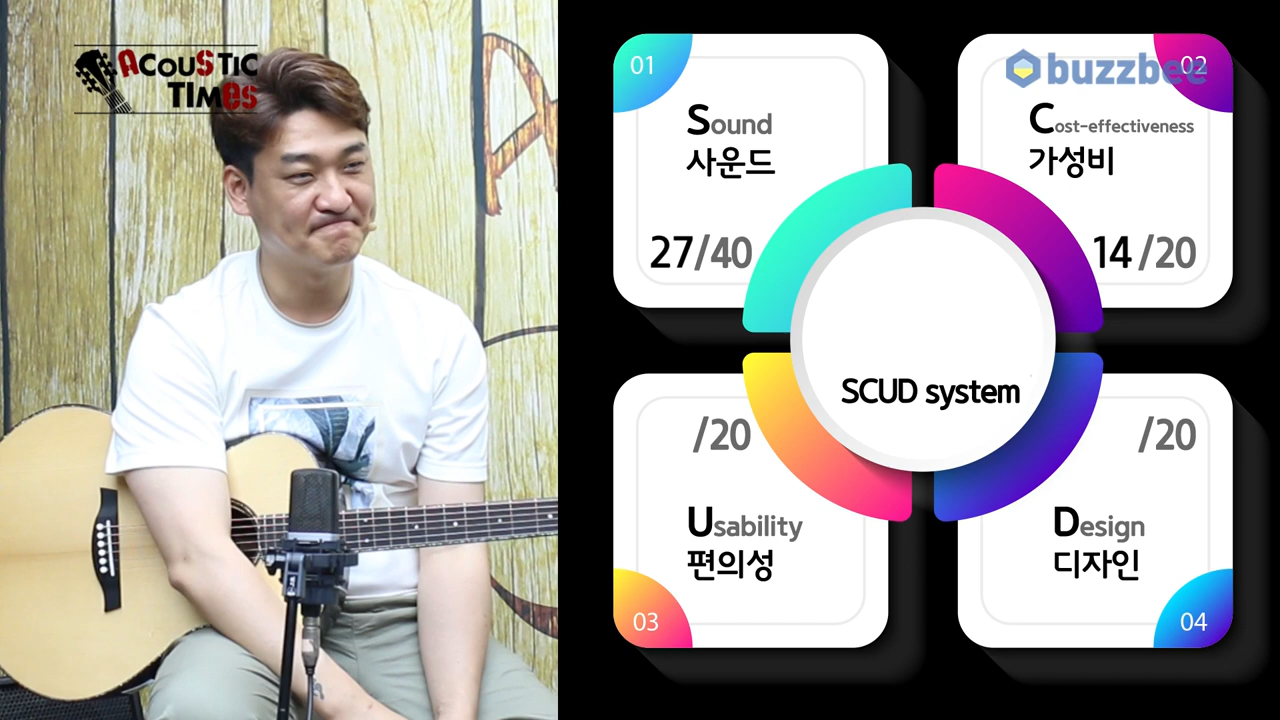 ACOUSTIC
TIMES
buzzbee
01
Sound
사운드
27/40
02
Cost-effectiveness
가성비
14/20
SCUD system
/20
Usability
편의성
03
/20
Design
디자인
04